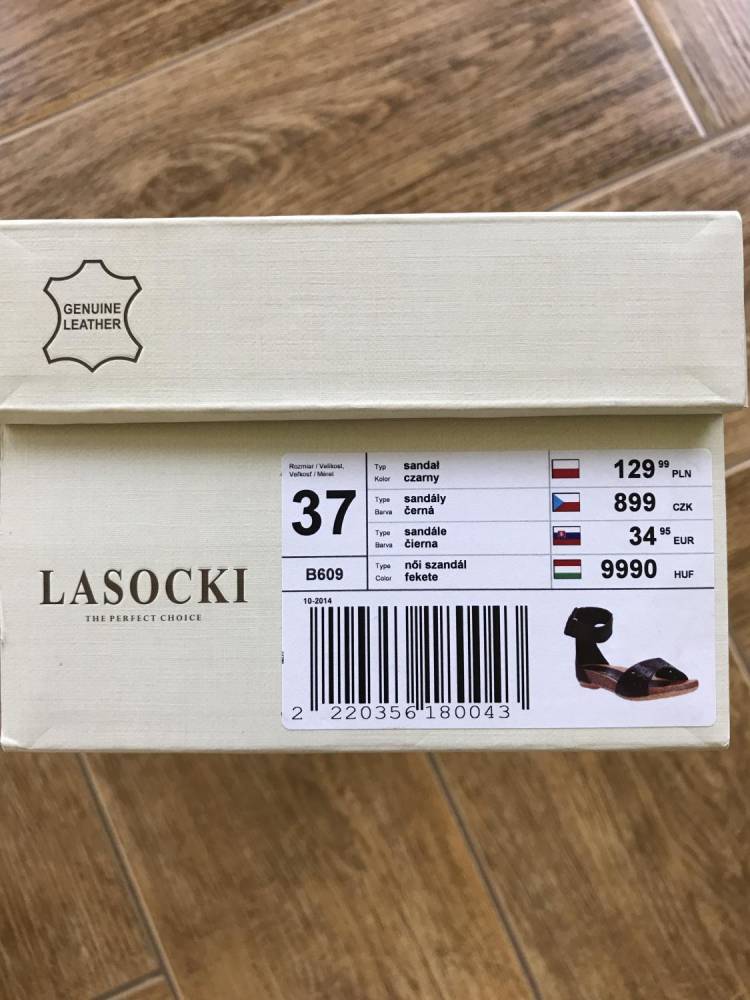 GENUINE
LEATHER
LASOCKI
THE PERFECT CHOICE
Rozmiar / Velikost,
Veľkosť / Méret
37
B609
Typ sandał
Kolor czarny
129 99 PLN
Type sandály
Barva černá
899 CZK
Type sandále
Barva čierna
34 95 EUR
Type női szandál
Color fekete
9990 HUF
10-2014
2 220356 180043